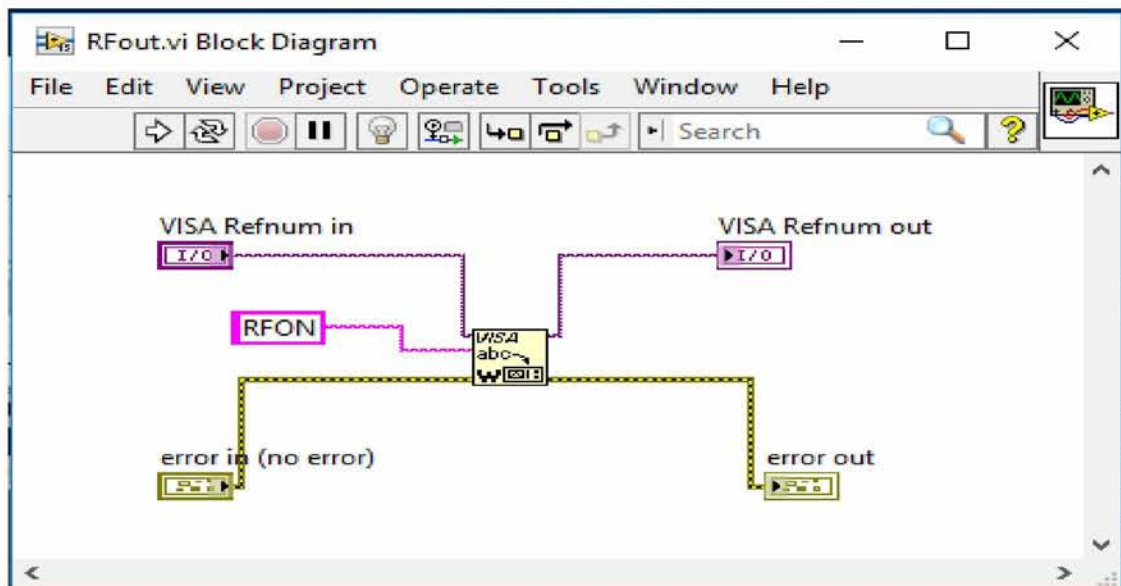 RFout.vi Block Diagram
File Edit View Project Operate Tools Window Help
Search
VISA Refnum in
VISA Refnum out
I/O
I/O
RFON
VISA
abc
W
error in (no error)
error out